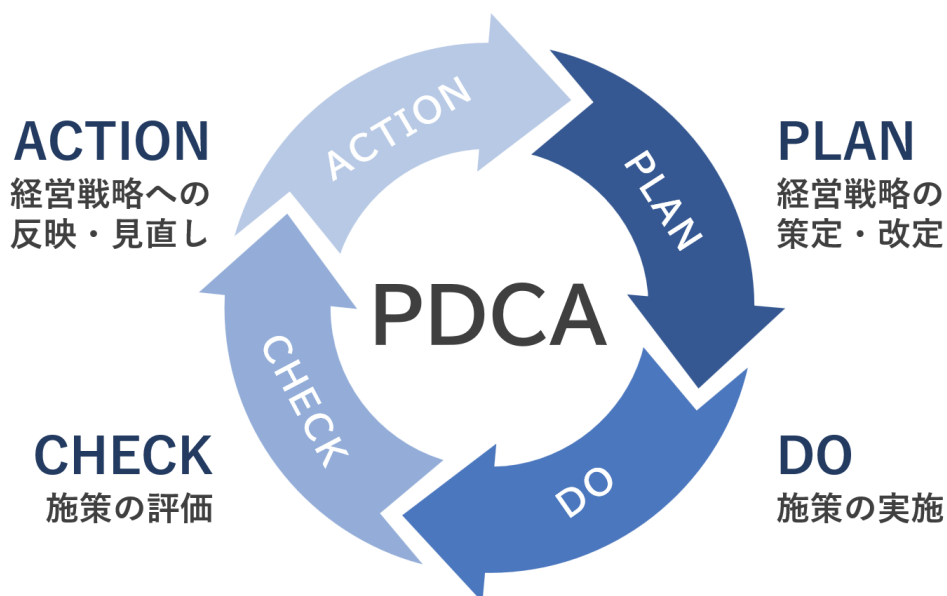 ACTION
経営戦略への
反映・見直し
PLAN
経営戦略の
策定・改定
ACTION
PLAN
PDCA
CHECK
DO
CHECK
施策の評価
DO
施策の実施